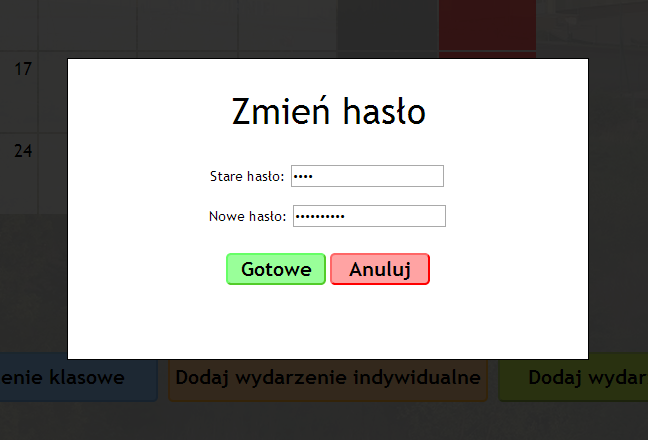 17
Zmień hasło
24
Stare hasło: ••••
Nowe hasło: ••••••••••
Gotowe Anuluj
enie klasowe Dodaj wydarzenie indywidualne Dodaj wydar